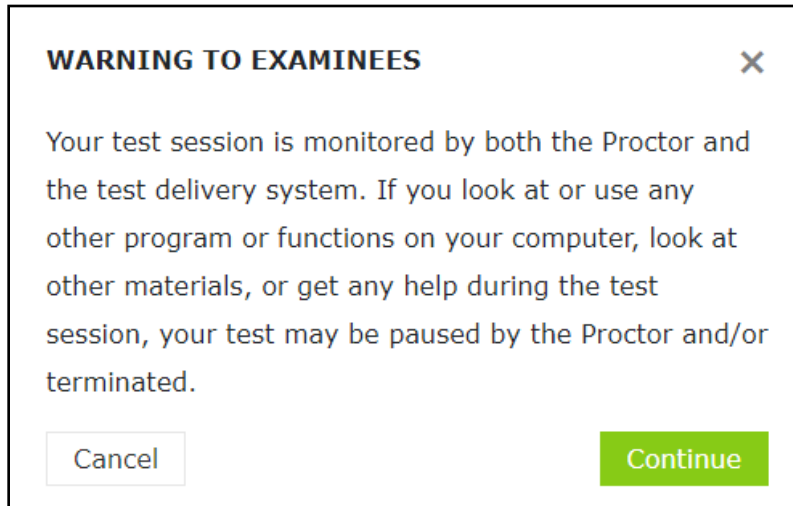 WARNING TO EXAMINEES
Your test session is monitored by both the Proctor and
the test delivery system. If you look at or use any
other program or functions on your computer, look at
other materials, or get any help during the test
session, your test may be paused by the Proctor and/or
terminated.
Cancel
Continue